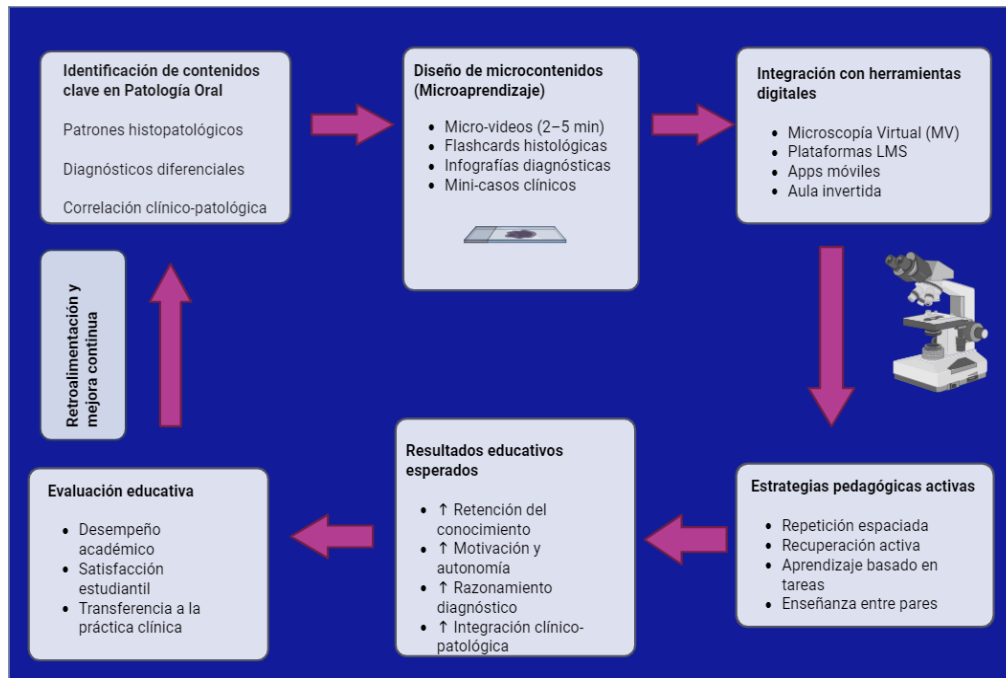 Identificación de contenidos
clave en Patología Oral
Patrones histopatológicos
Diagnósticos diferenciales
Correlación clínico-patológica
Diseño de microcontenidos
(Microaprendizaje)
• Micro-videos (2–5 min)
• Flashcards histológicas
• Infografías diagnósticas
• Mini-casos clínicos
Integración con herramientas
digitales
• Microscopía Virtual (MV)
• Plataformas LMS
• Apps móviles
• Aula invertida
Estrategias pedagógicas activas
• Repetición espaciada
• Recuperación activa
• Aprendizaje basado en
tareas
• Enseñanza entre pares
Resultados educativos
esperados
• ↑ Retención del
conocimiento
• ↑ Motivación y
autonomía
• ↑ Razonamiento
diagnóstico
• ↑ Integración clínico-
patológica
Evaluación educativa
• Desempeño
académico
• Satisfacción
estudiantil
• Transferencia a la
práctica clínica
Retroalimentación y
mejora continua